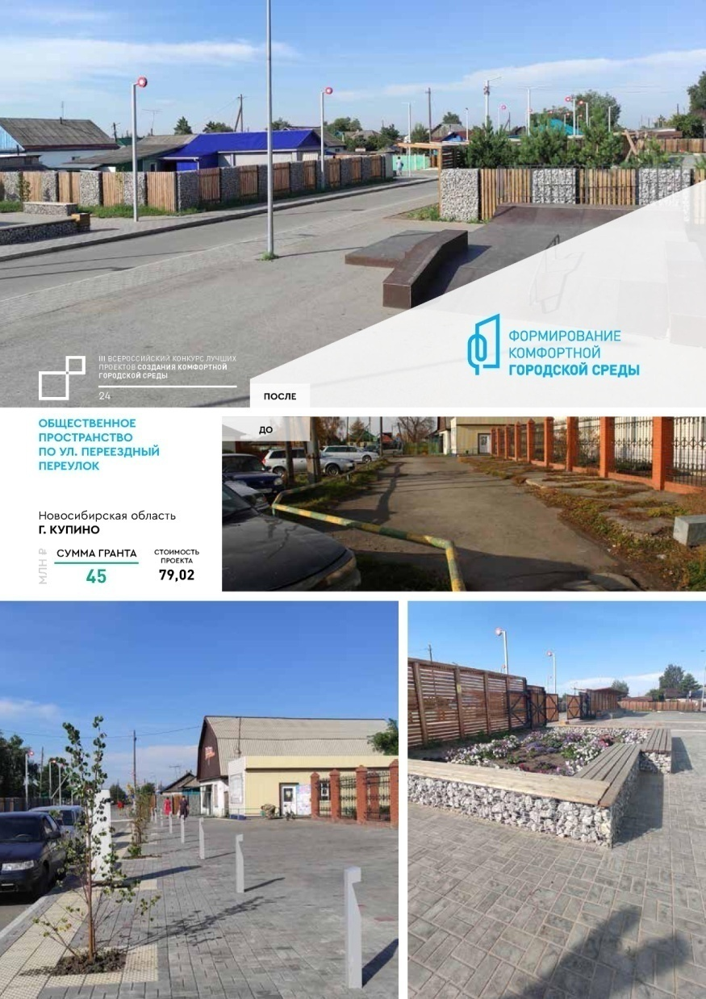 III ВСЕРОССИЙСКИЙ КОНКУРС ЛУЧШИХ
ПРОЕКТОВ СОЗДАНИЯ КОМФОРТНОЙ
ГОРОДСКОЙ СРЕДЫ
24
ФОРМИРОВАНИЕ
КОМФОРТНОЙ
ГОРОДСКОЙ СРЕДЫ
ПОСЛЕ
ОБЩЕСТВЕННОЕ
ПРОСТРАНСТВО
ПО УЛ. ПЕРЕЕЗДНЫЙ
ПЕРЕУЛОК
ДО
Новосибирская область
Г. КУПИНО
МЛН ₽
СУММА ГРАНТА
45
СТОИМОСТЬ
ПРОЕКТА
79,02